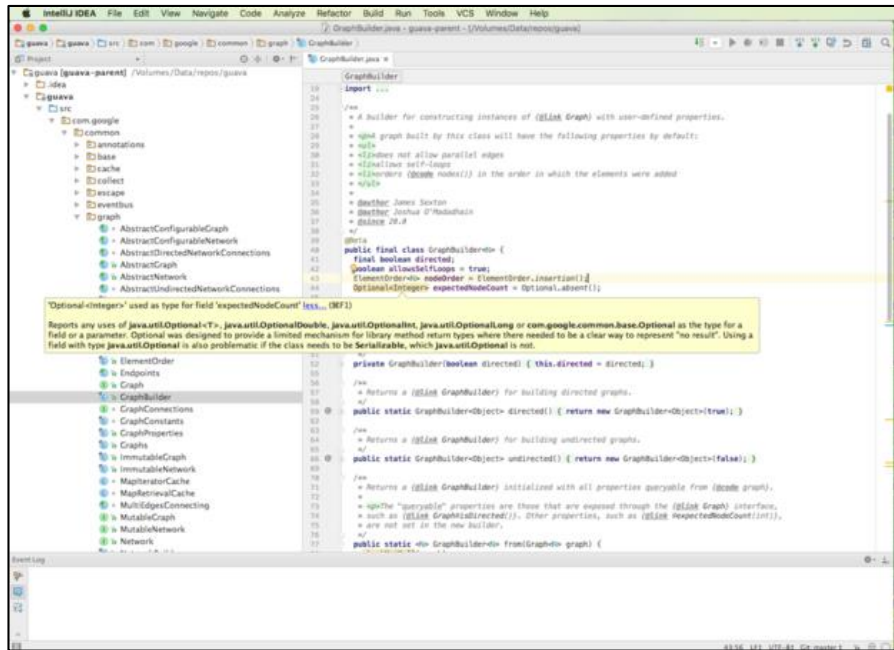 IntelliJ IDEA File Edit View Navigate Code Analyze Refactor Build Run Tools VCS Window Help
GraphBuilder.java - guava-parent - [/Volumes/Data/repos/guava]
guava guava src com google common graph GraphBuilder
Project
GraphBuilder.java
guava [guava-parent] /Volumes/Data/repos/guava
.idea
guava
src
com.google
common
annotations
base
cache
collect
escape
eventbus
graph
AbstractConfigurableGraph
AbstractConfigurableNetwork
AbstractDirectedNetworkConnections
AbstractGraph
AbstractNetwork
AbstractUndirectedNetworkConnections
GraphBuilder
import ...
/**
* A builder for constructing instances of {@link Graph} with user-defined properties.
*
* <p>A graph built by this class will have the following properties by default:
* <ul>
* <li>does not allow parallel edges
* <li>allows self-loops
* <li>orders {@code nodes()} in the order in which the elements were added
* </ul>
*
* @author James Sexton
* @author Joshua O'Madadhain
* @since 20.0
*/
@Beta
public final class GraphBuilder<N> {
final boolean directed;
boolean allowsSelfLoops = true;
ElementOrder<N> nodeOrder = ElementOrder.insertion();
Optional<Integer> expectedNodeCount = Optional.absent();
'Optional<Integer>' used as type for field 'expectedNodeCount' less... (⌘F1)
Reports any uses of java.util.Optional<T>, java.util.OptionalDouble, java.util.OptionalInt, java.util.OptionalLong or com.google.common.base.Optional as the type for a
field or a parameter. Optional was designed to provide a limited mechanism for library method return types where there needed to be a clear way to represent "no result". Using a
field with type java.util.Optional is also problematic if the class needs to be Serializable, which java.util.Optional is not.
ElementOrder
Endpoints
Graph
GraphBuilder
GraphConnections
GraphConstants
GraphProperties
Graphs
ImmutableGraph
ImmutableNetwork
MapIteratorCache
MapRetrievalCache
MultiEdgesConnecting
MutableGraph
MutableNetwork
Network
*/
private GraphBuilder(boolean directed) { this.directed = directed; }
/**
* Returns a {@link GraphBuilder} for building directed graphs.
*/
public static GraphBuilder<Object> directed() { return new GraphBuilder<Object>(true); }
/**
* Returns a {@link GraphBuilder} for building undirected graphs.
*/
public static GraphBuilder<Object> undirected() { return new GraphBuilder<Object>(false); }
/**
* Returns a {@link GraphBuilder} initialized with all properties queryable from {@code graph}.
*
* <p>The "queryable" properties are those that are exposed through the {@link Graph} interface,
* such as {@link Graph#isDirected()}. Other properties, such as {@link #expectedNodeCount(int)},
* are not set in the new builder.
*/
public static <N> GraphBuilder<N> from(Graph<N> graph) {
Event Log
43:56 LF‡ UTF-8‡ Git: master ‡